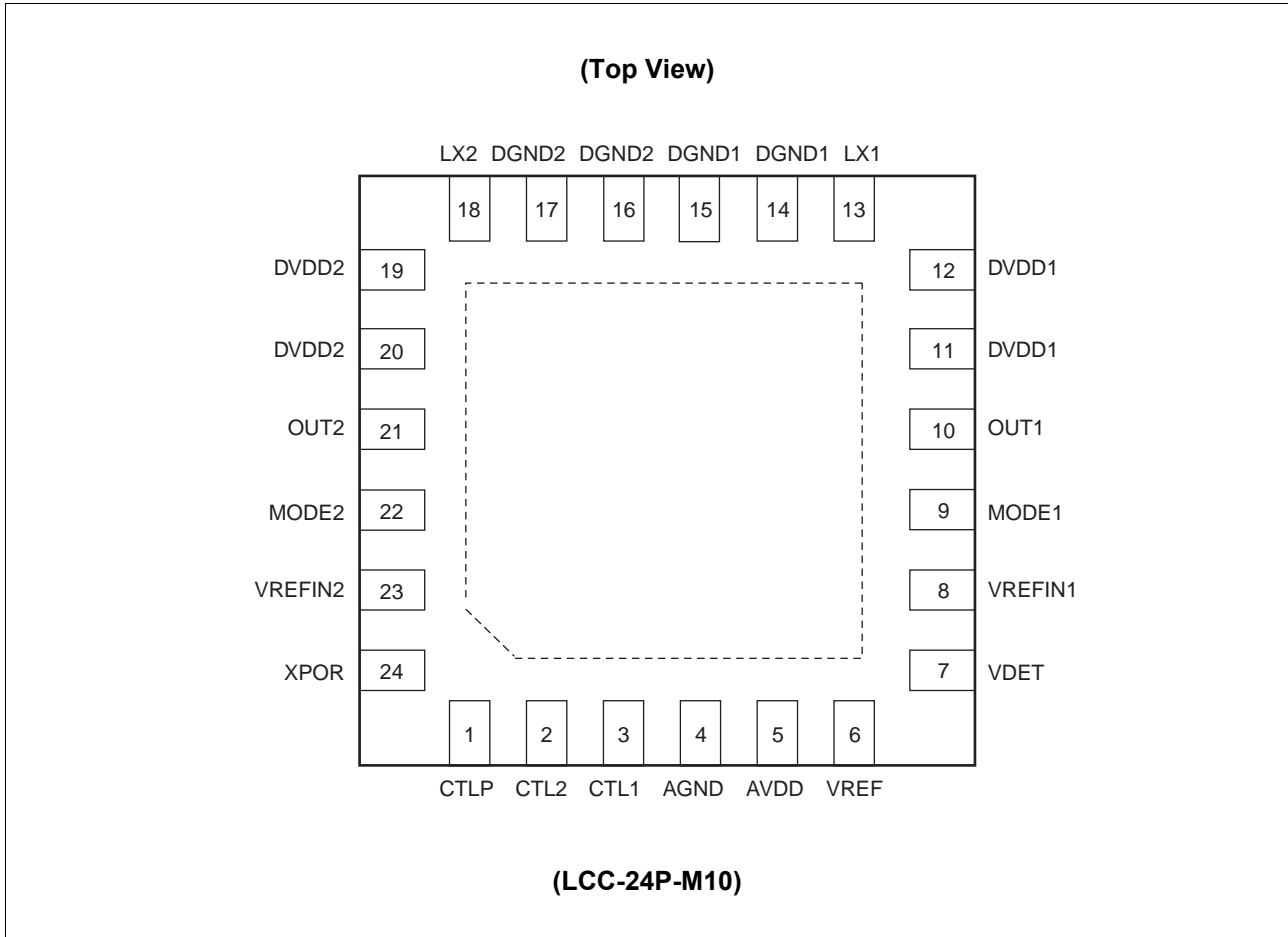 (Top View)
LX2 DGND2 DGND2 DGND1 DGND1 LX1
18 17 16 15 14 13
DVDD2 19 12 DVDD1
DVDD2 20 11 DVDD1
OUT2 21 10 OUT1
MODE2 22 9 MODE1
VREFIN2 23 8 VREFIN1
XPOR 24 7 VDET
1 2 3 4 5 6
CTLP CTL2 CTL1 AGND AVDD VREF
(LCC-24P-M10)